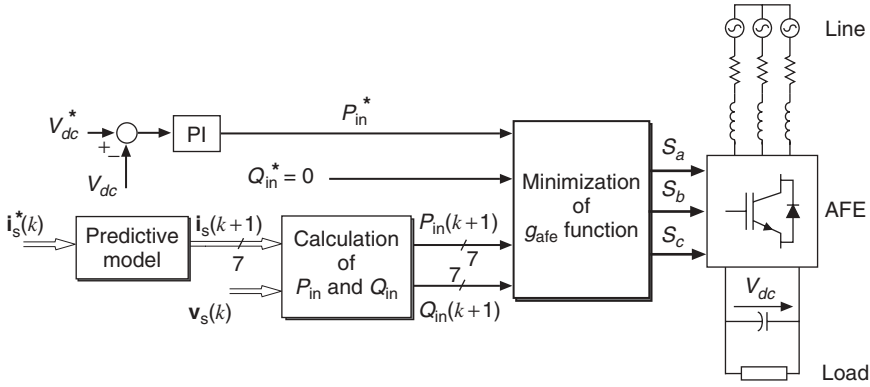 Line
V*dc
+
−
PI
P*in
Vdc
Q*in = 0
Minimization
of
gafe function
Sa
Sb
Sc
AFE
i*s(k)
Predictive
model
is(k+1)
7
Calculation
of
Pin and Qin
Pin(k+1)
7
7
Qin(k+1)
vs(k)
Vdc
Load